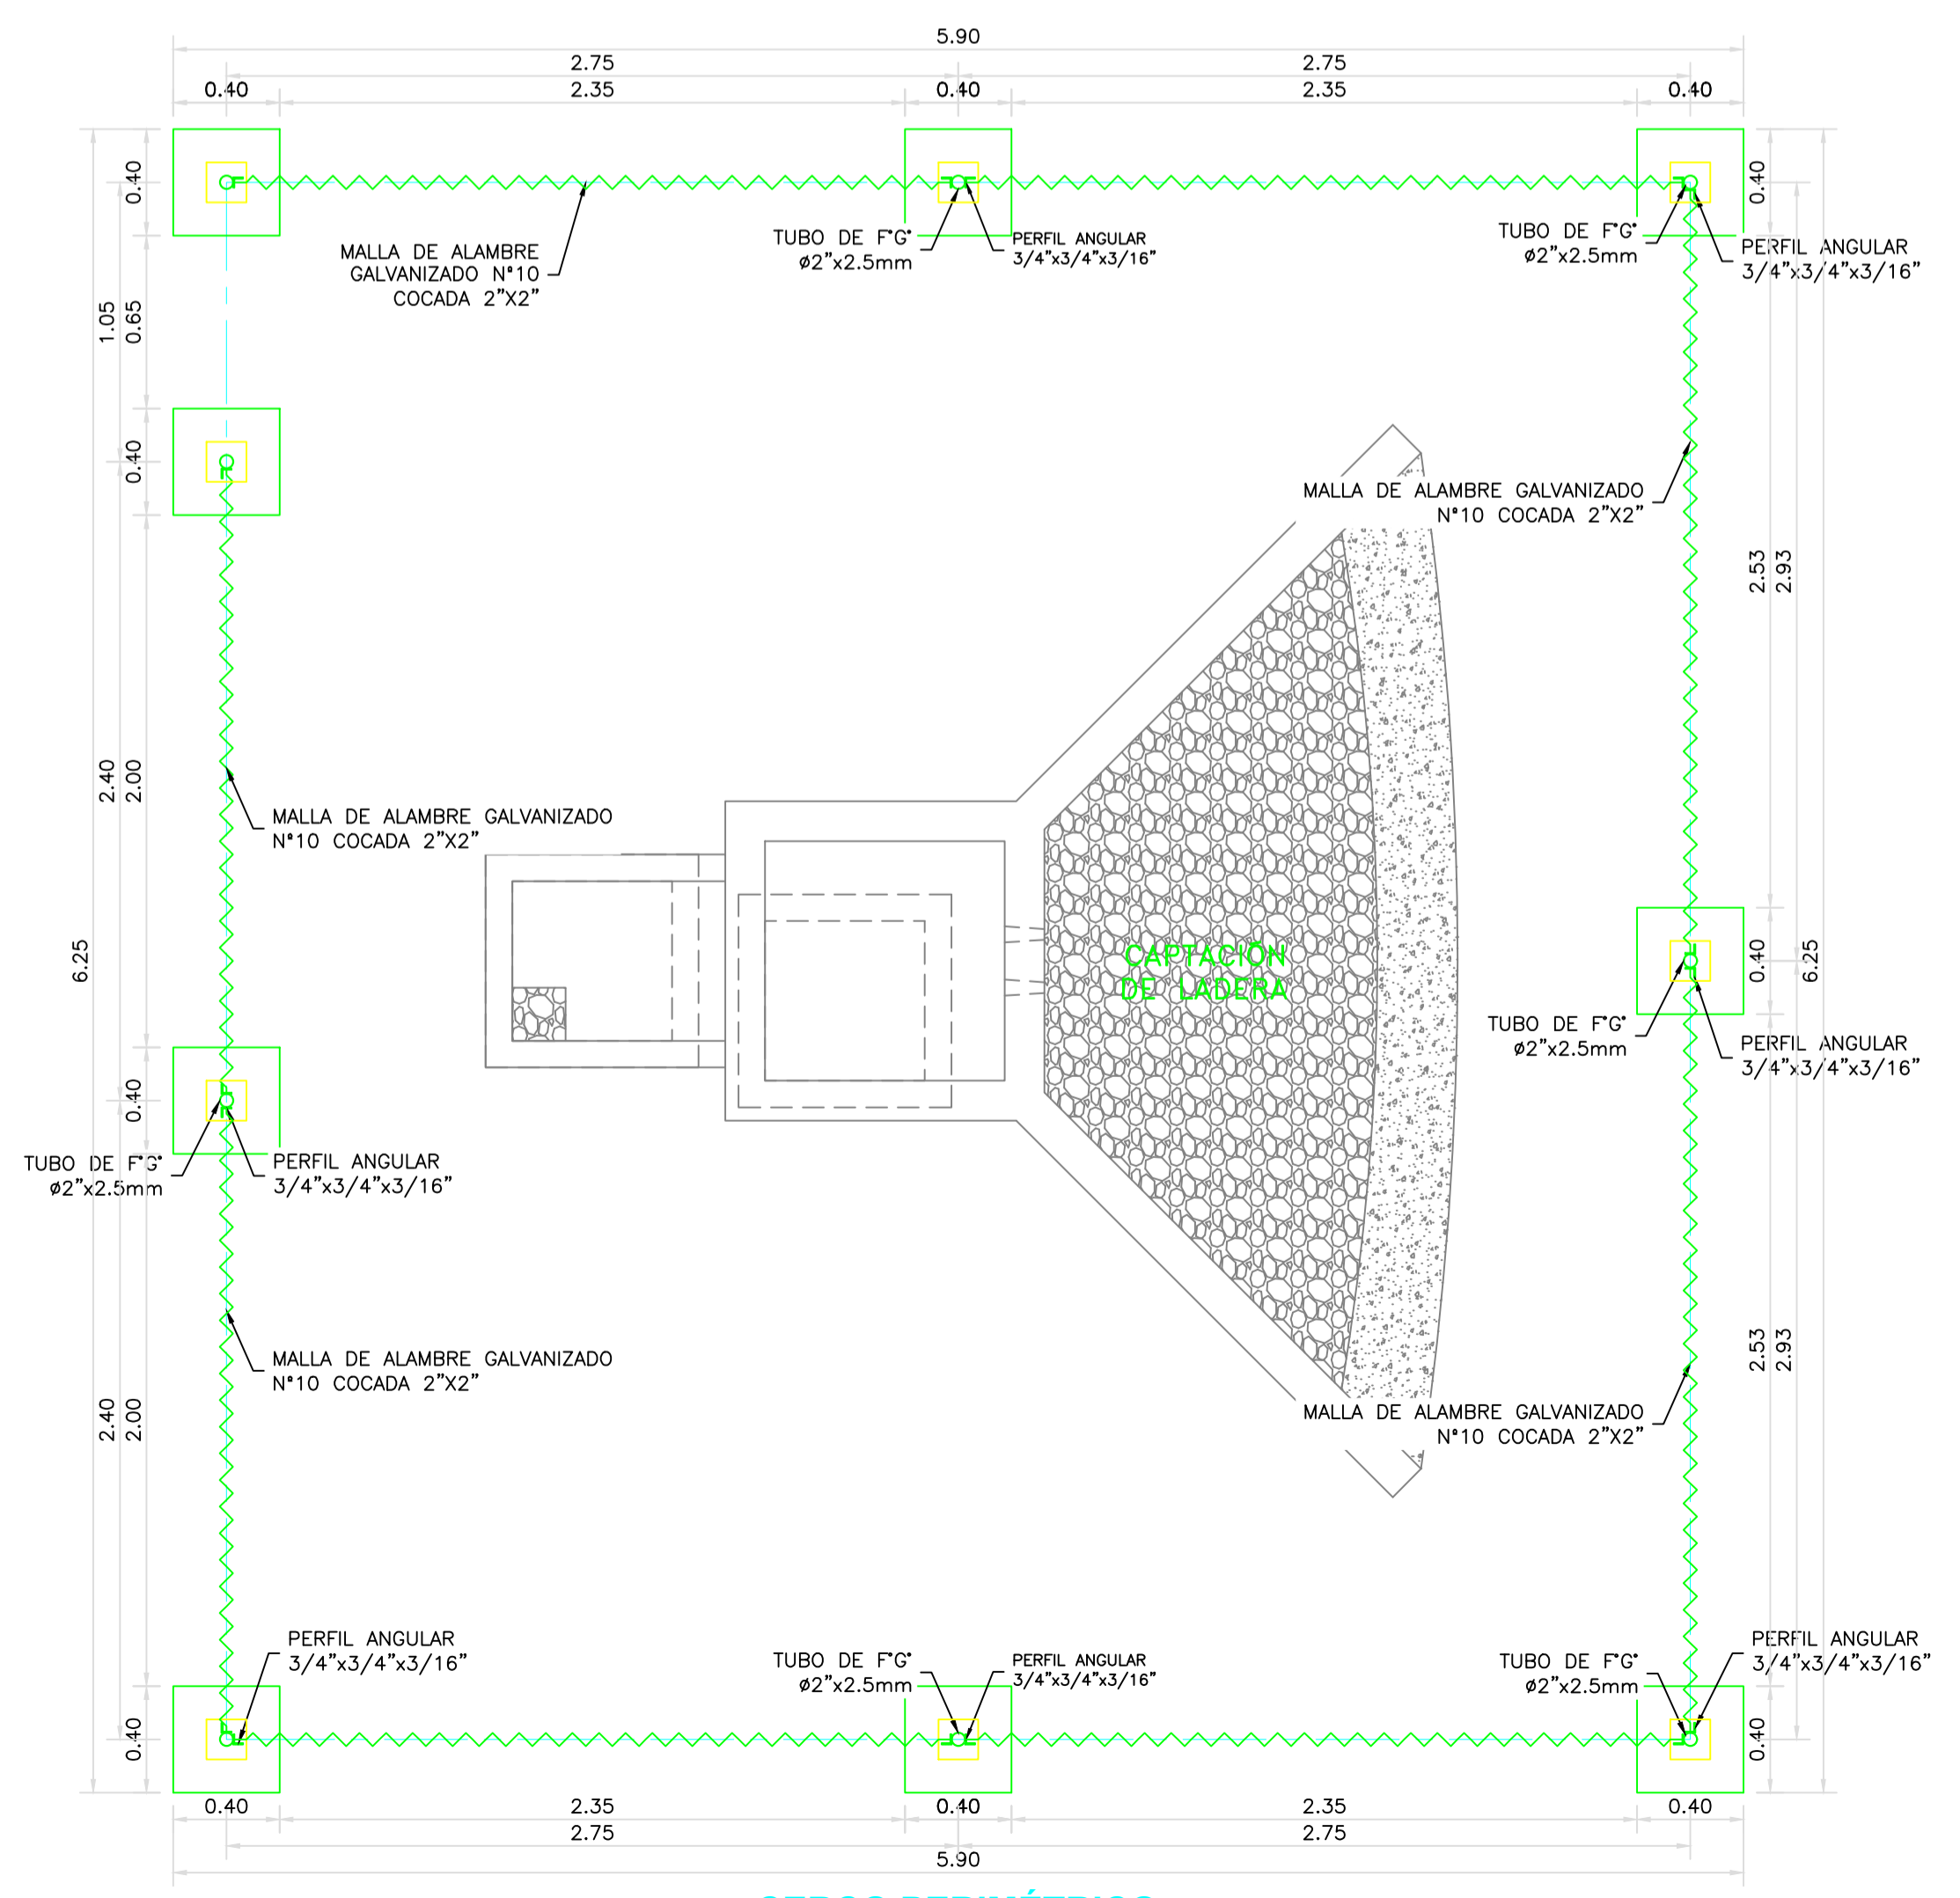 5.90
2.75
2.75
0.40
2.35
0.40
2.35
0.40
0.40
0.40
MALLA DE ALAMBRE
GALVANIZADO N°10
COCADA 2"X2"
TUBO DE F°G°
ø2"x2.5mm
PERFIL ANGULAR
3/4"x3/4"x3/16"
TUBO DE F°G°
ø2"x2.5mm
PERFIL ANGULAR
3/4"x3/4"x3/16"
1.05
0.65
0.40
MALLA DE ALAMBRE GALVANIZADO
N°10 COCADA 2"X2"
2.53
2.93
2.40
2.00
MALLA DE ALAMBRE GALVANIZADO
N°10 COCADA 2"X2"
6.25
CAPTACIÓN
DE LADERA
0.40
6.25
TUBO DE F°G°
ø2"x2.5mm
PERFIL ANGULAR
3/4"x3/4"x3/16"
0.40
TUBO DE F°G°
ø2"x2.5mm
PERFIL ANGULAR
3/4"x3/4"x3/16"
MALLA DE ALAMBRE GALVANIZADO
N°10 COCADA 2"X2"
2.53
2.93
2.40
2.00
MALLA DE ALAMBRE GALVANIZADO
N°10 COCADA 2"X2"
PERFIL ANGULAR
3/4"x3/4"x3/16"
TUBO DE F°G°
ø2"x2.5mm
PERFIL ANGULAR
3/4"x3/4"x3/16"
TUBO DE F°G°
ø2"x2.5mm
PERFIL ANGULAR
3/4"x3/4"x3/16"
0.40
0.40
0.40
2.35
0.40
2.35
0.40
2.75
2.75
5.90